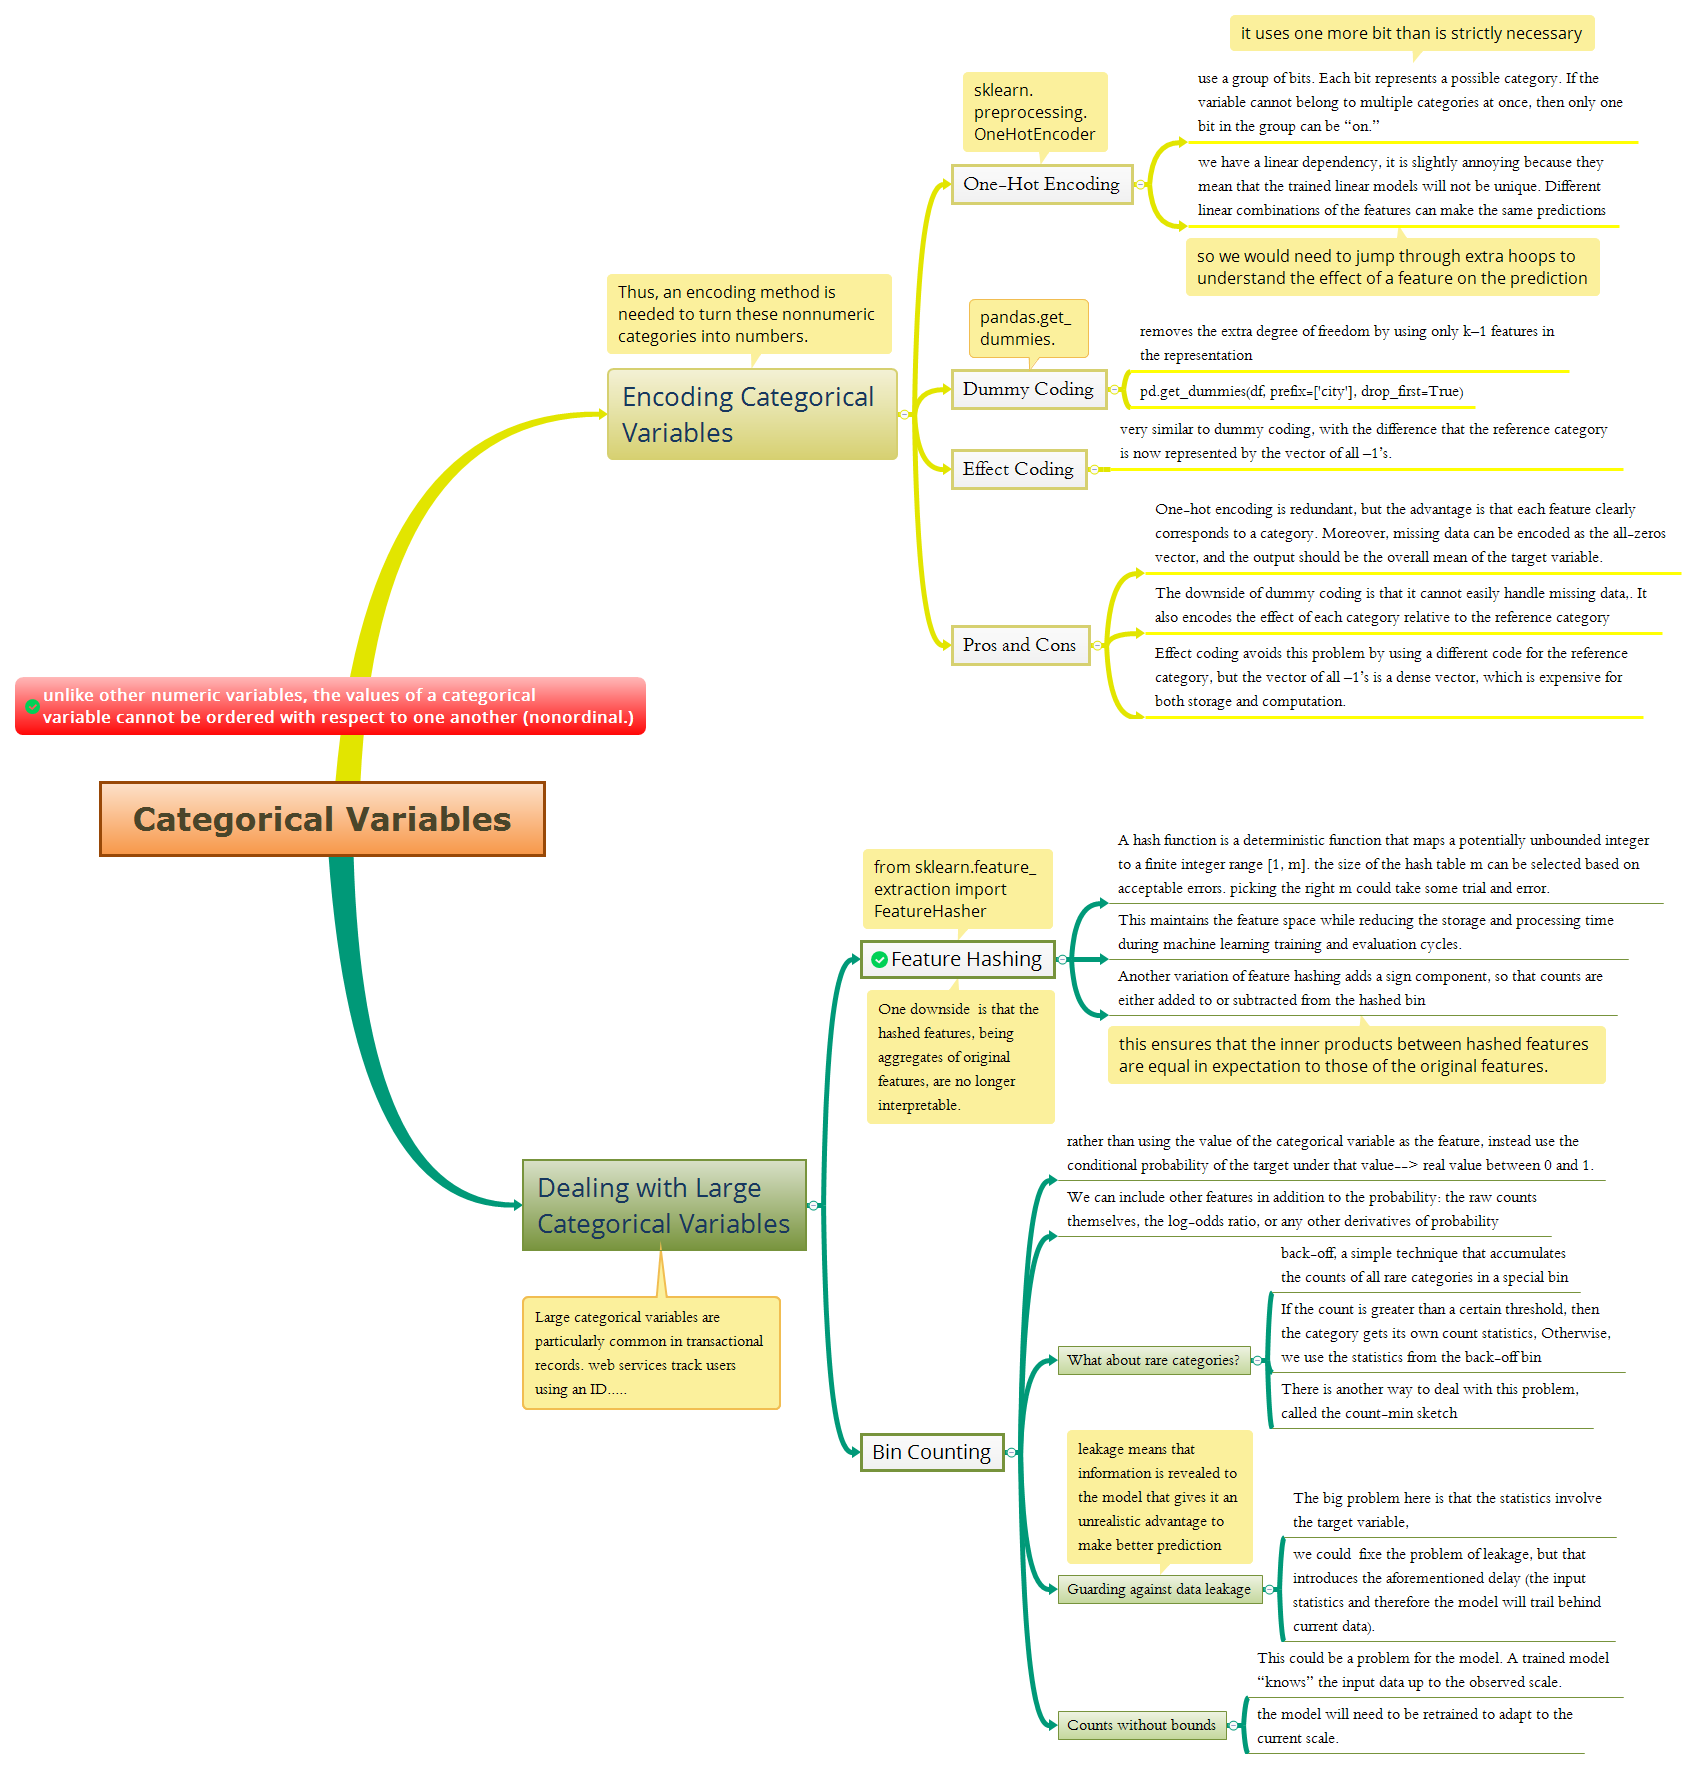 it uses one more bit than is strictly necessary
use a group of bits. Each bit represents a possible category. If the
variable cannot belong to multiple categories at once, then only one
bit in the group can be “on.”
sklearn.
preprocessing.
OneHotEncoder
One-Hot Encoding
we have a linear dependency, it is slightly annoying because they
mean that the trained linear models will not be unique. Different
linear combinations of the features can make the same predictions
so we would need to jump through extra hoops to
understand the effect of a feature on the prediction
Thus, an encoding method is
needed to turn these nonnumeric
categories into numbers.
Encoding Categorical
Variables
pandas.get_
dummies.
Dummy Coding
removes the extra degree of freedom by using only k–1 features in
the representation
pd.get_dummies(df, prefix=['city'], drop_first=True)
Effect Coding
very similar to dummy coding, with the difference that the reference category
is now represented by the vector of all –1’s.
Pros and Cons
One-hot encoding is redundant, but the advantage is that each feature clearly
corresponds to a category. Moreover, missing data can be encoded as the all-zeros
vector, and the output should be the overall mean of the target variable.
The downside of dummy coding is that it cannot easily handle missing data,. It
also encodes the effect of each category relative to the reference category
Effect coding avoids this problem by using a different code for the reference
category, but the vector of all –1’s is a dense vector, which is expensive for
both storage and computation.
unlike other numeric variables, the values of a categorical
variable cannot be ordered with respect to one another (nonordinal.)
Categorical Variables
from sklearn.feature_
extraction import
FeatureHasher
Feature Hashing
One downside  is that the
hashed features, being
aggregates of original
features, are no longer
interpretable.
A hash function is a deterministic function that maps a potentially unbounded integer
to a finite integer range [1, m]. the size of the hash table m can be selected based on
acceptable errors. picking the right m could take some trial and error.
This maintains the feature space while reducing the storage and processing time
during machine learning training and evaluation cycles.
Another variation of feature hashing adds a sign component, so that counts are
either added to or subtracted from the hashed bin
this ensures that the inner products between hashed features
are equal in expectation to those of the original features.
Dealing with Large
Categorical Variables
Large categorical variables are
particularly common in transactional
records. web services track users
using an ID.....
Bin Counting
rather than using the value of the categorical variable as the feature, instead use the
conditional probability of the target under that value--> real value between 0 and 1.
We can include other features in addition to the probability: the raw counts
themselves, the log-odds ratio, or any other derivatives of probability
What about rare categories?
back-off, a simple technique that accumulates
the counts of all rare categories in a special bin
If the count is greater than a certain threshold, then
the category gets its own count statistics, Otherwise,
we use the statistics from the back-off bin
There is another way to deal with this problem,
called the count-min sketch
leakage means that
information is revealed to
the model that gives it an
unrealistic advantage to
make better prediction
Guarding against data leakage
The big problem here is that the statistics involve
the target variable,
we could  fixe the problem of leakage, but that
introduces the aforementioned delay (the input
statistics and therefore the model will trail behind
current data).
Counts without bounds
This could be a problem for the model. A trained model
“knows” the input data up to the observed scale.
the model will need to be retrained to adapt to the
current scale.